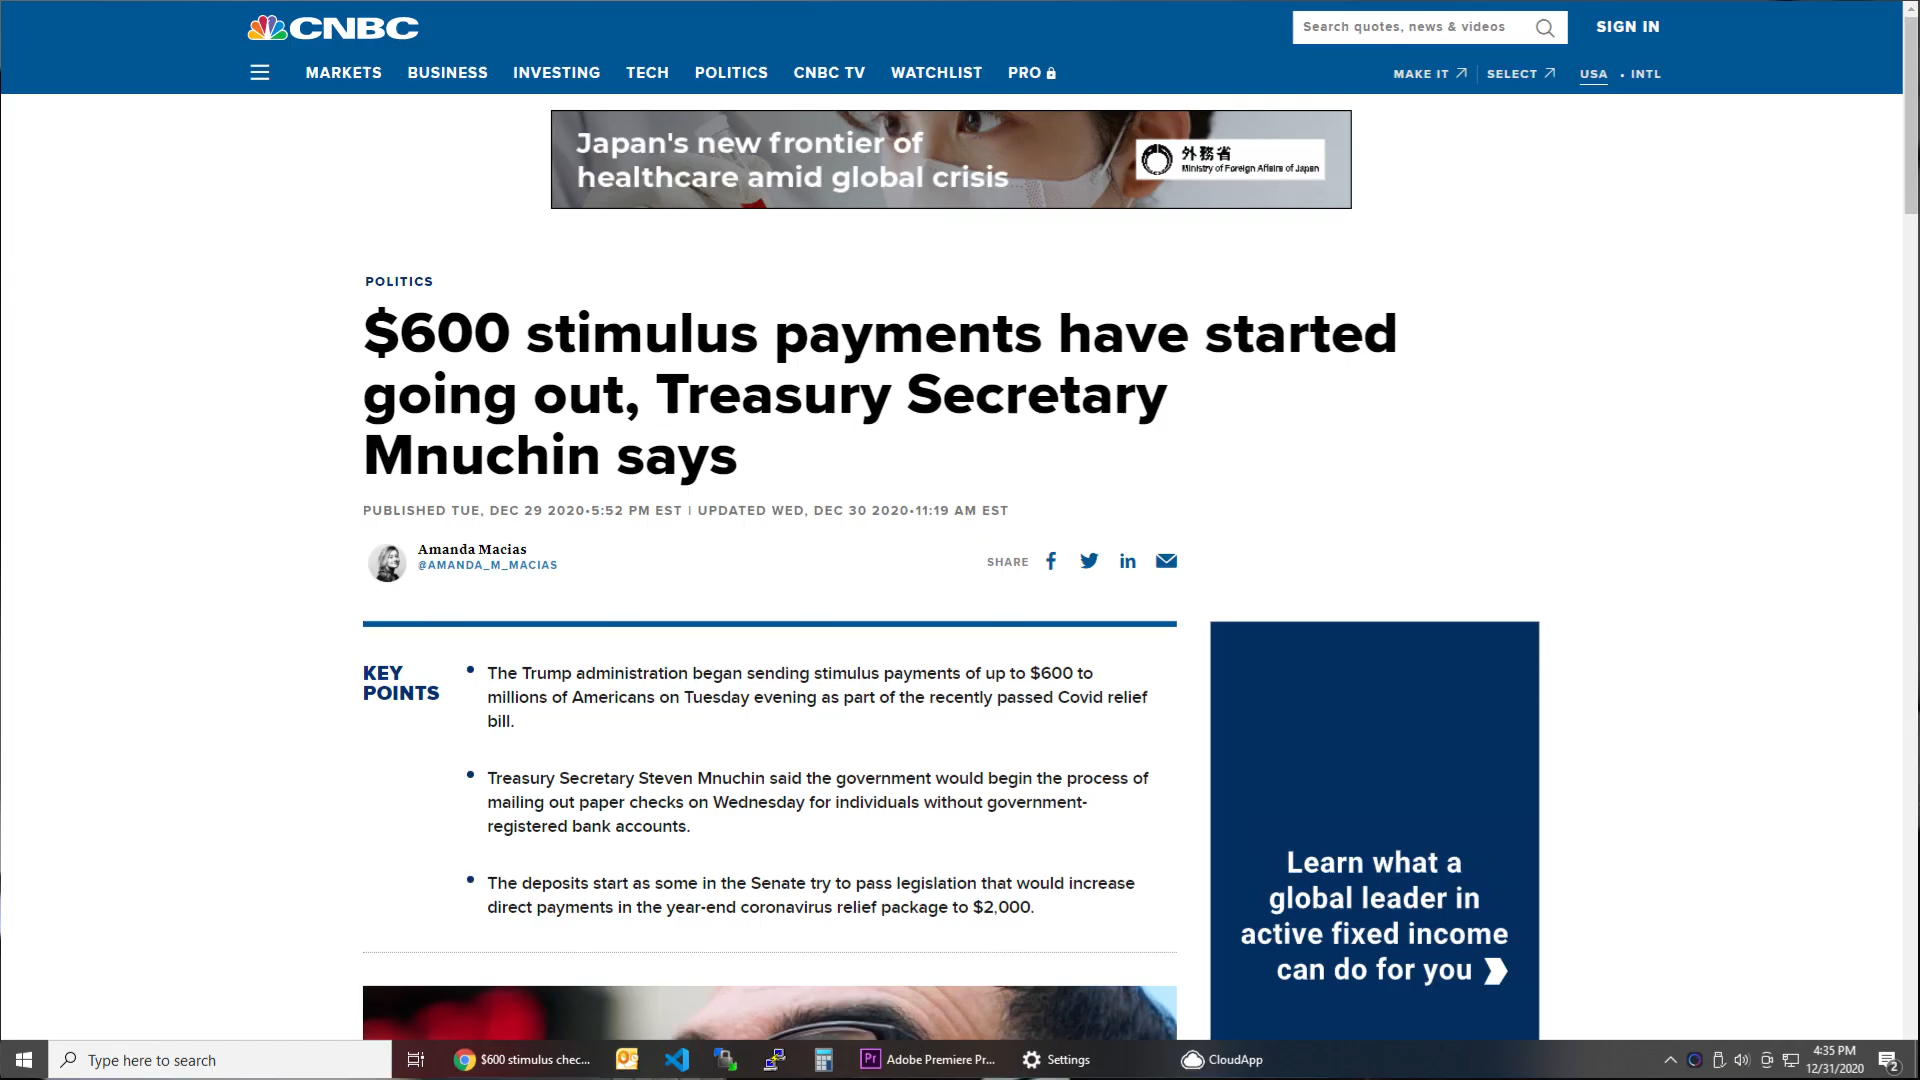 CNBC
Search quotes, news & videos
SIGN IN
MARKETS BUSINESS INVESTING TECH POLITICS CNBC TV WATCHLIST PRO
MAKE IT SELECT USA • INTL
Japan's new frontier of
healthcare amid global crisis
外務省
Ministry of Foreign Affairs of Japan
POLITICS
$600 stimulus payments have started
going out, Treasury Secretary
Mnuchin says
PUBLISHED TUE, DEC 29 2020•5:52 PM EST | UPDATED WED, DEC 30 2020•11:19 AM EST
Amanda Macias
@AMANDA_M_MACIAS
SHARE
KEY
POINTS
• The Trump administration began sending stimulus payments of up to $600 to
millions of Americans on Tuesday evening as part of the recently passed Covid relief
bill.
• Treasury Secretary Steven Mnuchin said the government would begin the process of
mailing out paper checks on Wednesday for individuals without government-
registered bank accounts.
• The deposits start as some in the Senate try to pass legislation that would increase
direct payments in the year-end coronavirus relief package to $2,000.
Learn what a
global leader in
active fixed income
can do for you
Type here to search
$600 stimulus chec...
Pr Adobe Premiere Pr...
Settings
CloudApp
4:35 PM
12/31/2020
2